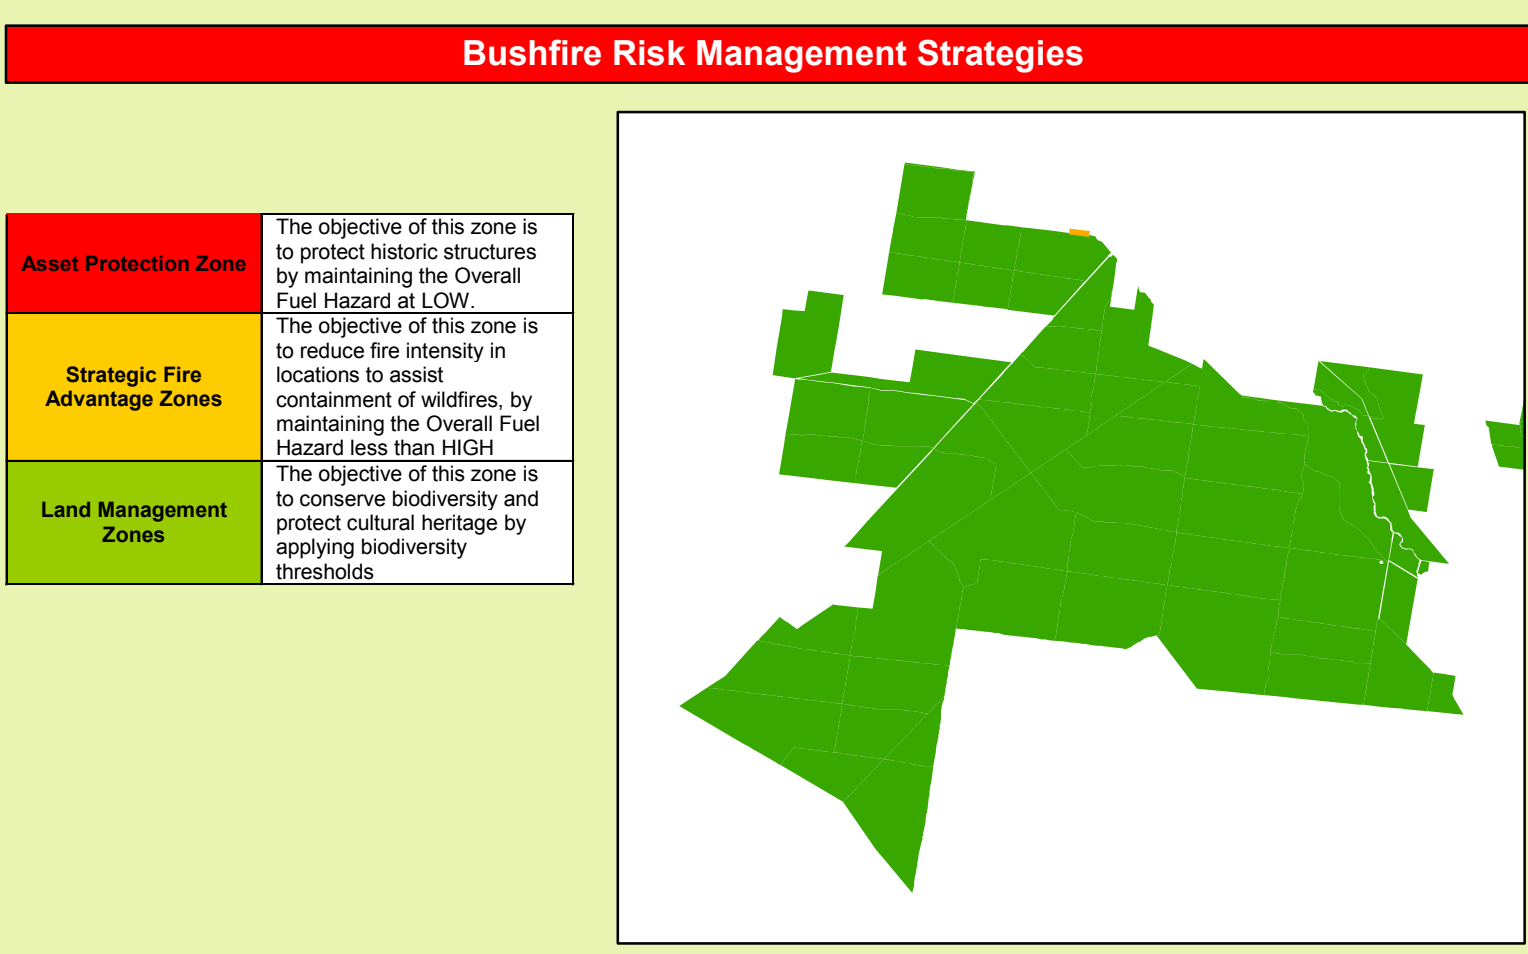 Bushfire Risk Management Strategies
Asset Protection Zone
The objective of this zone is
to protect historic structures
by maintaining the Overall
Fuel Hazard at LOW.
Strategic Fire
Advantage Zones
The objective of this zone is
to reduce fire intensity in
locations to assist
containment of wildfires, by
maintaining the Overall Fuel
Hazard less than HIGH
Land Management
Zones
The objective of this zone is
to conserve biodiversity and
protect cultural heritage by
applying biodiversity
thresholds